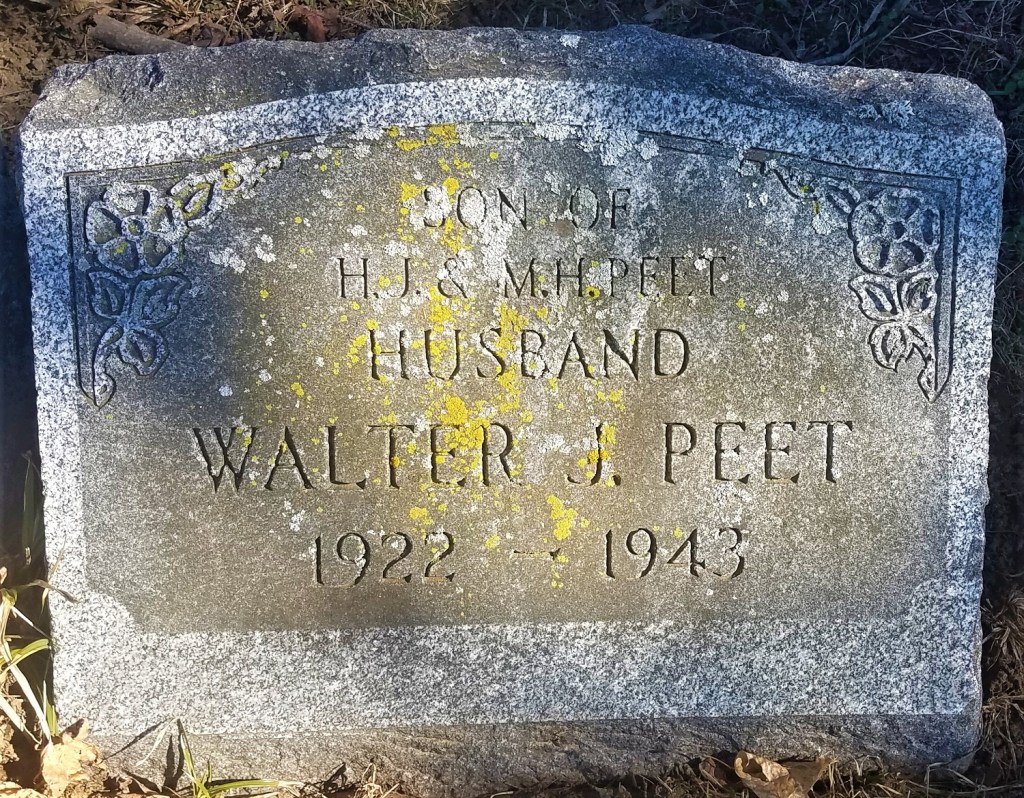 SON OF
H.J. & M.H. PEET
HUSBAND
WALTER J. PEET
1922 - 1943